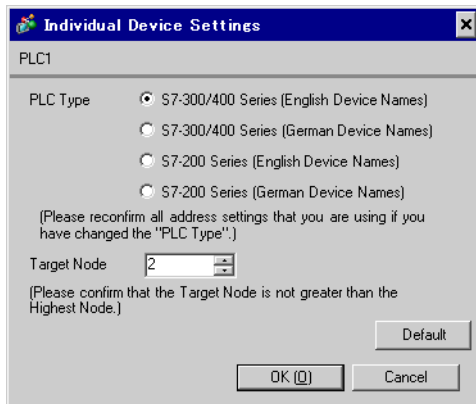 Individual Device Settings
PLC1
PLC Type
S7-300/400 Series (English Device Names)
S7-300/400 Series (German Device Names)
S7-200 Series (English Device Names)
S7-200 Series (German Device Names)
(Please reconfirm all address settings that you are using if you
have changed the "PLC Type".)
Target Node 2
(Please confirm that the Target Node is not greater than the
Highest Node.)
Default
OK (O) Cancel